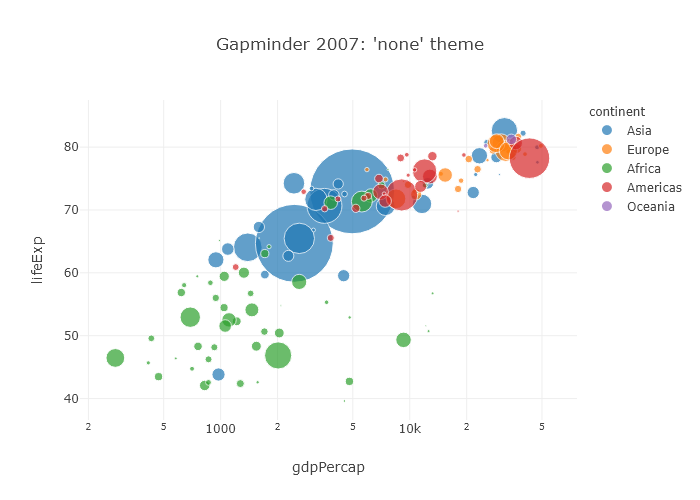 Gapminder 2007: 'none' theme
continent
Asia
Europe
Africa
Americas
Oceania
lifeExp
80
70
60
50
40
2 5 1000 2 5 10k 2 5
gdpPercap